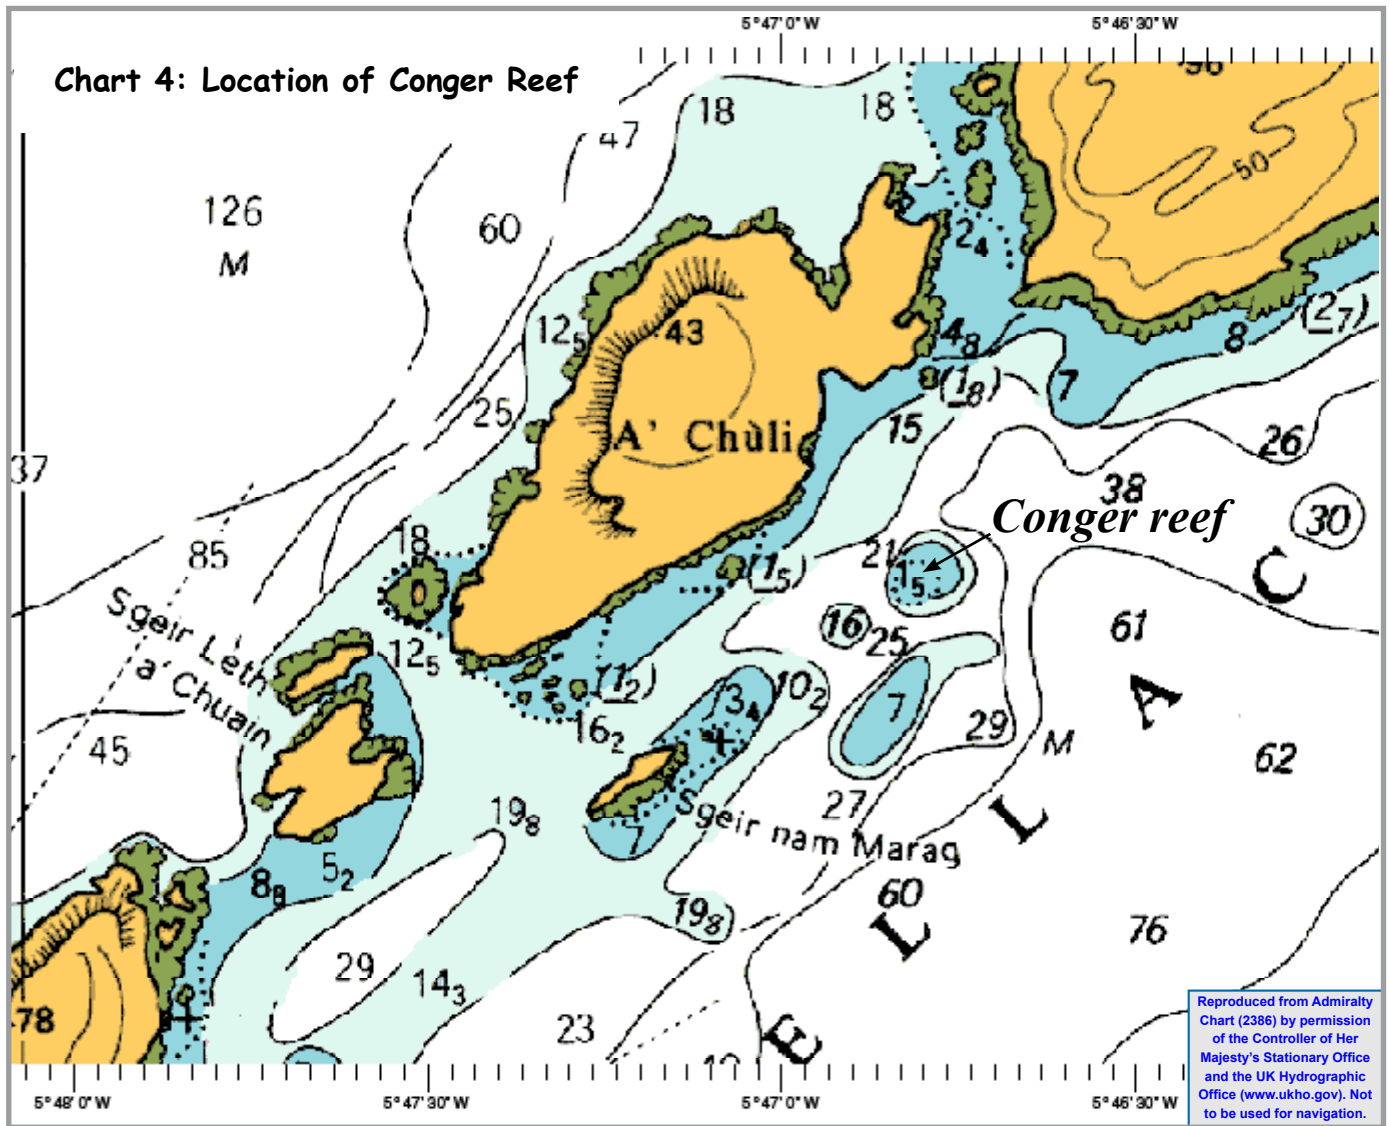 5°47'0" W 5°46'30" W
Chart 4: Location of Conger Reef
96
18 18
47
50
126
M
60
2₄
(2₇)
12₅
43
4₈
8
(1₈)
7
25
A' Chùli
15
26
37
38
Conger reef
30
18
21
85
(1₅)
1₅
C
Sgeir Leth
a' Chuain
16
25
61
12₅
(1₂)
10₂
3₄
7
A
16₂
29
M
45
62
19₈
27
L
7
Sgeir nam Marag
5₂
8₈
60
19₈
L
76
29
14₃
78
23
E
Reproduced from Admiralty
Chart (2386) by permission
of the Controller of Her
Majesty's Stationary Office
and the UK Hydrographic
Office (www.ukho.gov). Not
to be used for navigation.
5°48'0" W 5°47'30" W 5°47'0" W 5°46'30" W